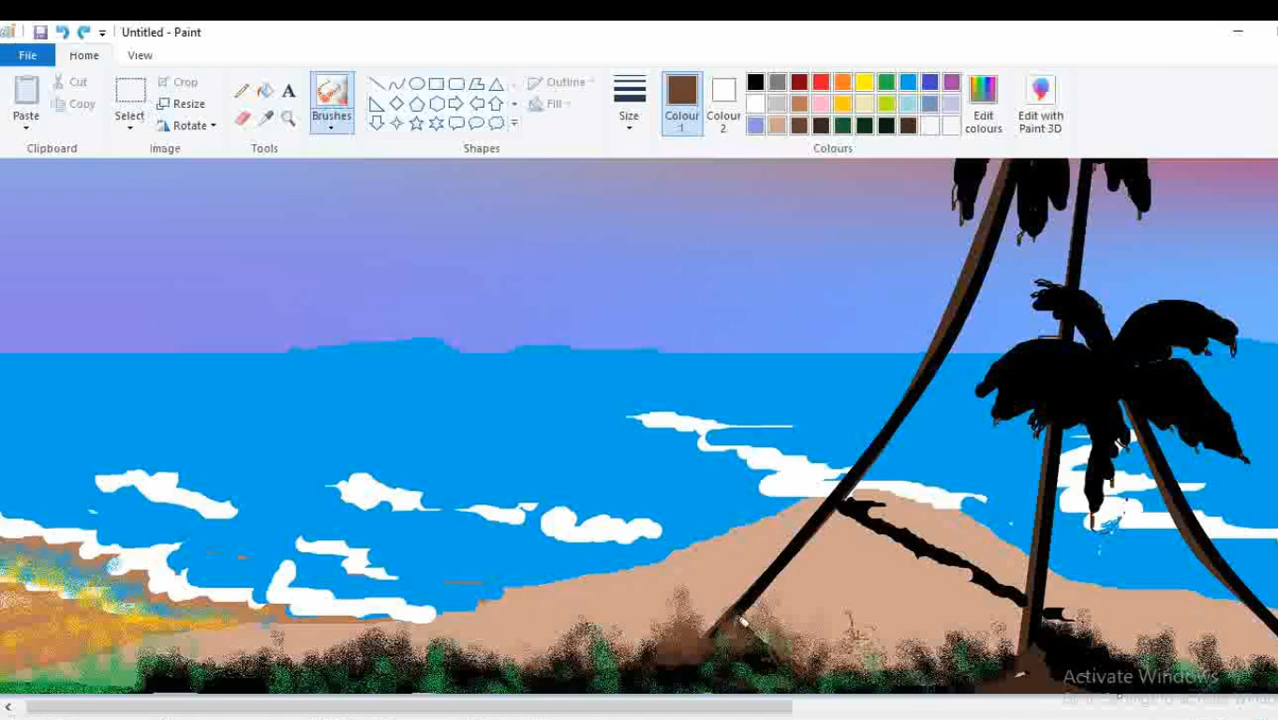 Untitled - Paint
File Home View
Cut
Copy
Paste
Clipboard
Select
Crop
Resize
Rotate
Image
A
Tools
Brushes
Outline
Fill
Shapes
Size
Colour 1
Colour 2
Edit colours
Edit with Paint 3D
Colours
Activate Windows